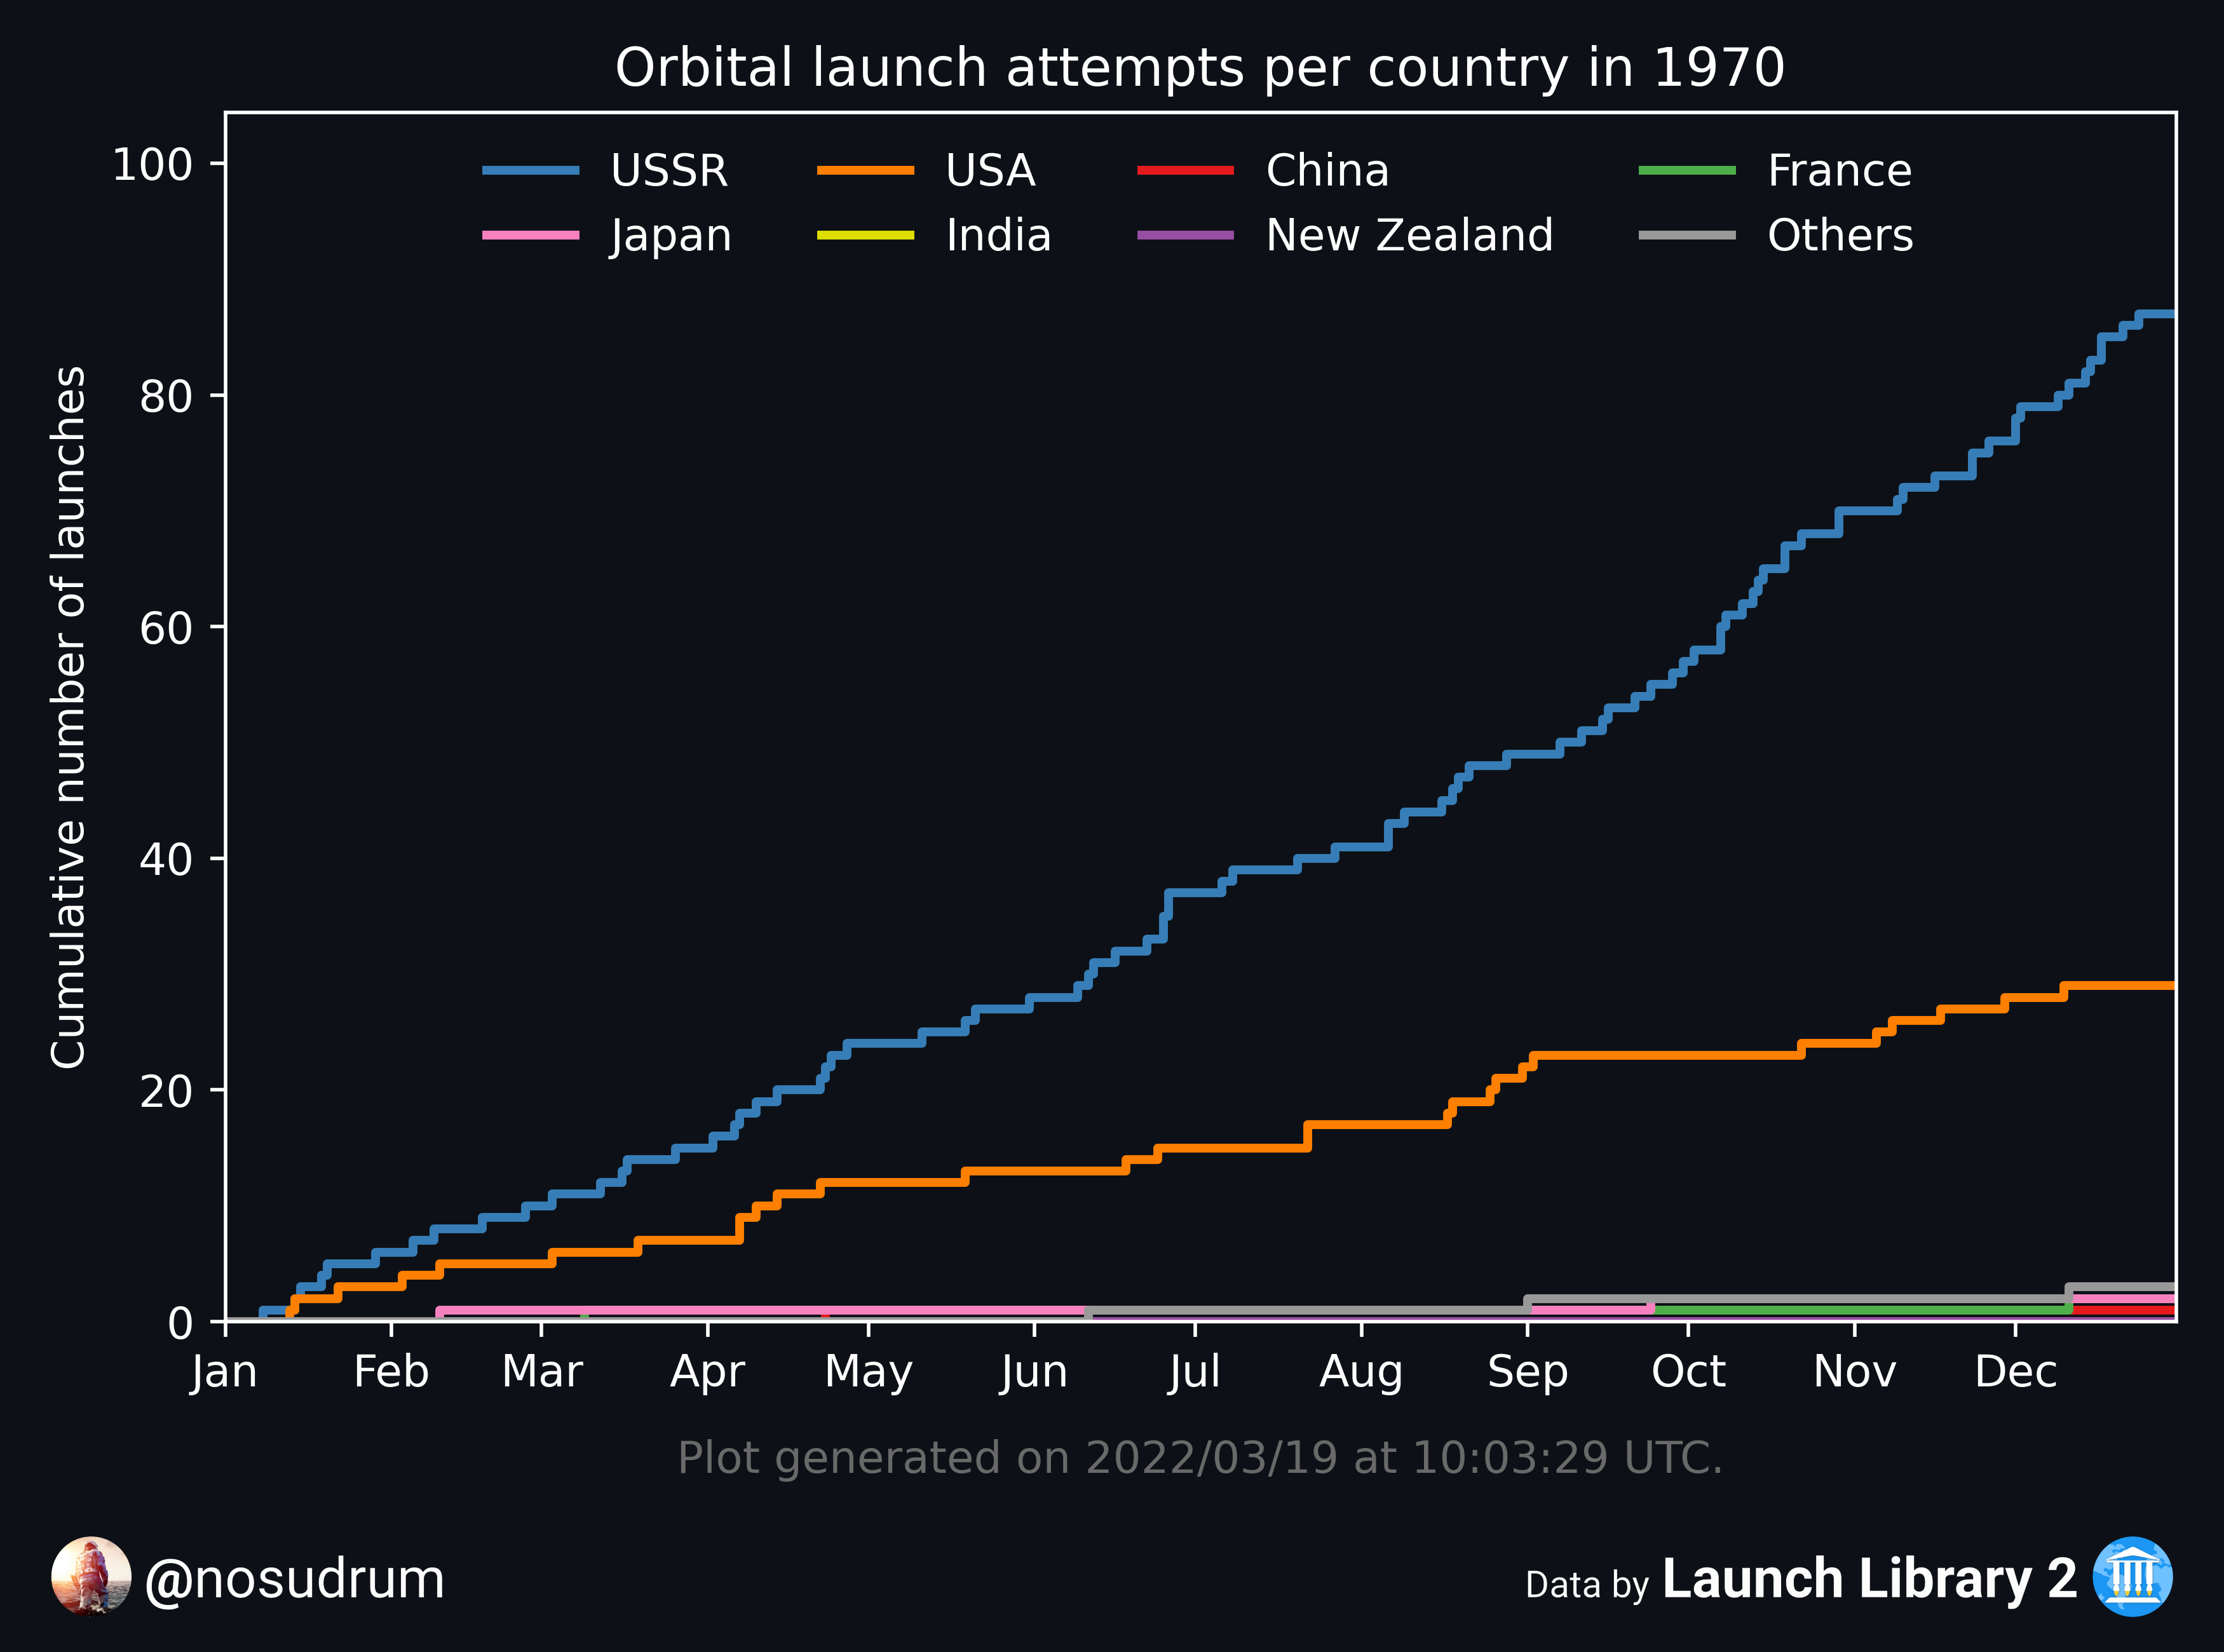 Orbital launch attempts per country in 1970
USSR USA China France
Japan India New Zealand Others
Cumulative number of launches
100
80
60
40
20
0
Jan Feb Mar Apr May Jun Jul Aug Sep Oct Nov Dec
Plot generated on 2022/03/19 at 10:03:29 UTC.
@nosudrum
Data by Launch Library 2